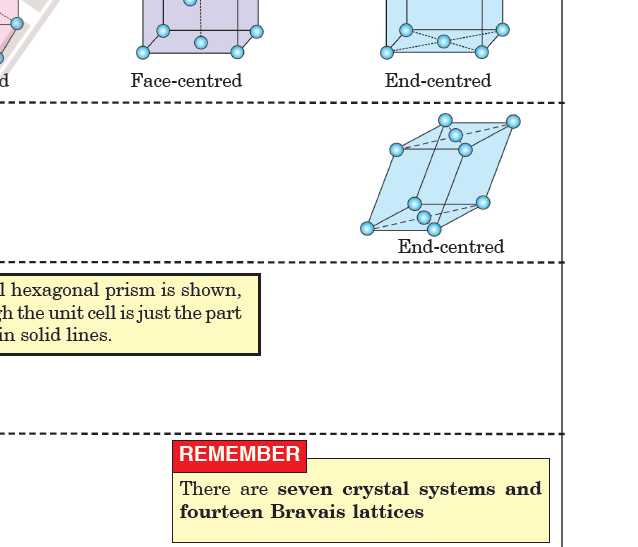 d
Face-centred
End-centred
End-centred
l hexagonal prism is shown,
gh the unit cell is just the part
in solid lines.
REMEMBER
There are seven crystal systems and
fourteen Bravais lattices